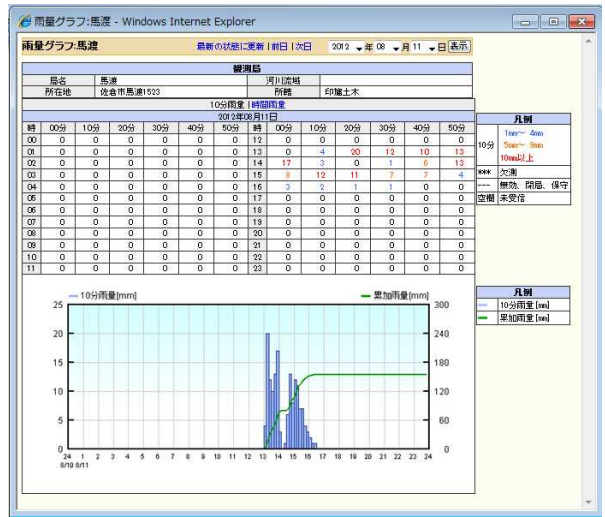 雨量グラフ:馬渡 - Windows Internet Explorer
雨量グラフ:馬渡 最新の状態に更新 | 前日 | 次日 2012 年 08 月 11 日 表示
観測局
局名 馬渡 河川流域
所在地 佐倉市馬渡1523 所轄 印旛土木
10分雨量 | 時間雨量
2012年08月11日
時 00分 10分 20分 30分 40分 50分 時 00分 10分 20分 30分 40分 50分
00 0 0 0 0 0 0 12 0 0 0 0 0 0
01 0 0 0 0 0 0 13 0 4 20 12 10 13
02 0 0 0 0 0 0 14 17 3 0 1 6 13
03 0 0 0 0 0 0 15 8 12 11 7 7 4
04 0 0 0 0 0 0 16 3 2 1 1 0 0
05 0 0 0 0 0 0 17 0 0 0 0 0 0
06 0 0 0 0 0 0 18 0 0 0 0 0 0
07 0 0 0 0 0 0 19 0 0 0 0 0 0
08 0 0 0 0 0 0 20 0 0 0 0 0 0
09 0 0 0 0 0 0 21 0 0 0 0 0 0
10 0 0 0 0 0 0 22 0 0 0 0 0 0
11 0 0 0 0 0 0 23 0 0 0 0 0 0
凡例
10分 1mm～ 4mm
5mm～ 9mm
10mm以上
*** 欠測
--- 無効、閉局、保守
空欄 未受信
10分雨量[mm] 累加雨量[mm]
25 300
20 240
15 180
10 120
5 60
0 0
24 1 2 3 4 5 6 7 8 9 10 11 12 13 14 15 16 17 18 19 20 21 22 23 24
8/10 8/11
凡例
10分雨量[mm]
累加雨量[mm]